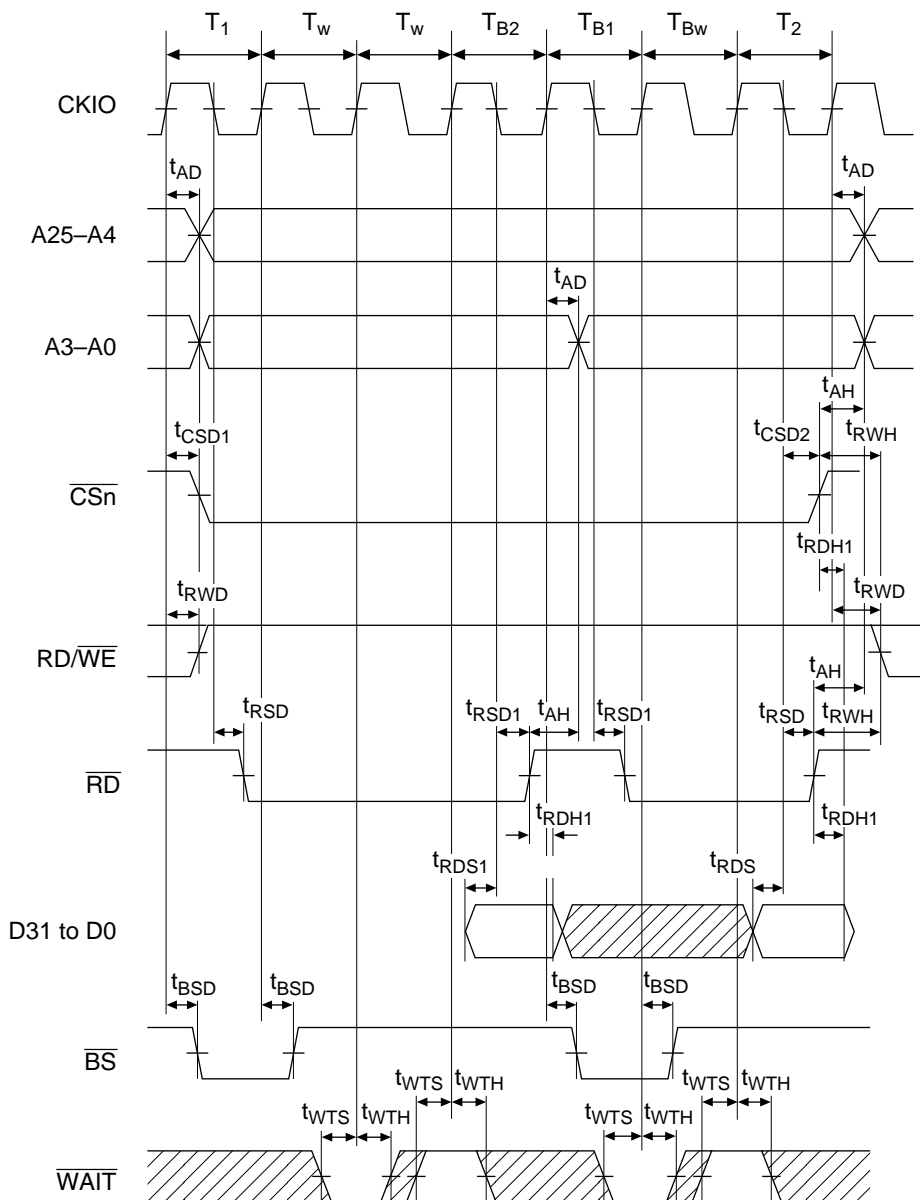 T1 Tw Tw TB2 TB1 TBw T2
CKIO
tAD tAD
A25–A4
tAD
A3–A0
tAH
tCSD1 tCSD2 tRWH
CSn
tRDH1
tRWD tRWD
RD/WE
tAH
tRSD tRSD1 tAH tRSD1 tRSD tRWH
RD
tRDH1 tRDH1
tRDS1 tRDS
D31 to D0
tBSD tBSD tBSD tBSD
BS
tWTS tWTH tWTS tWTH
tWTS tWTH tWTS tWTH
WAIT